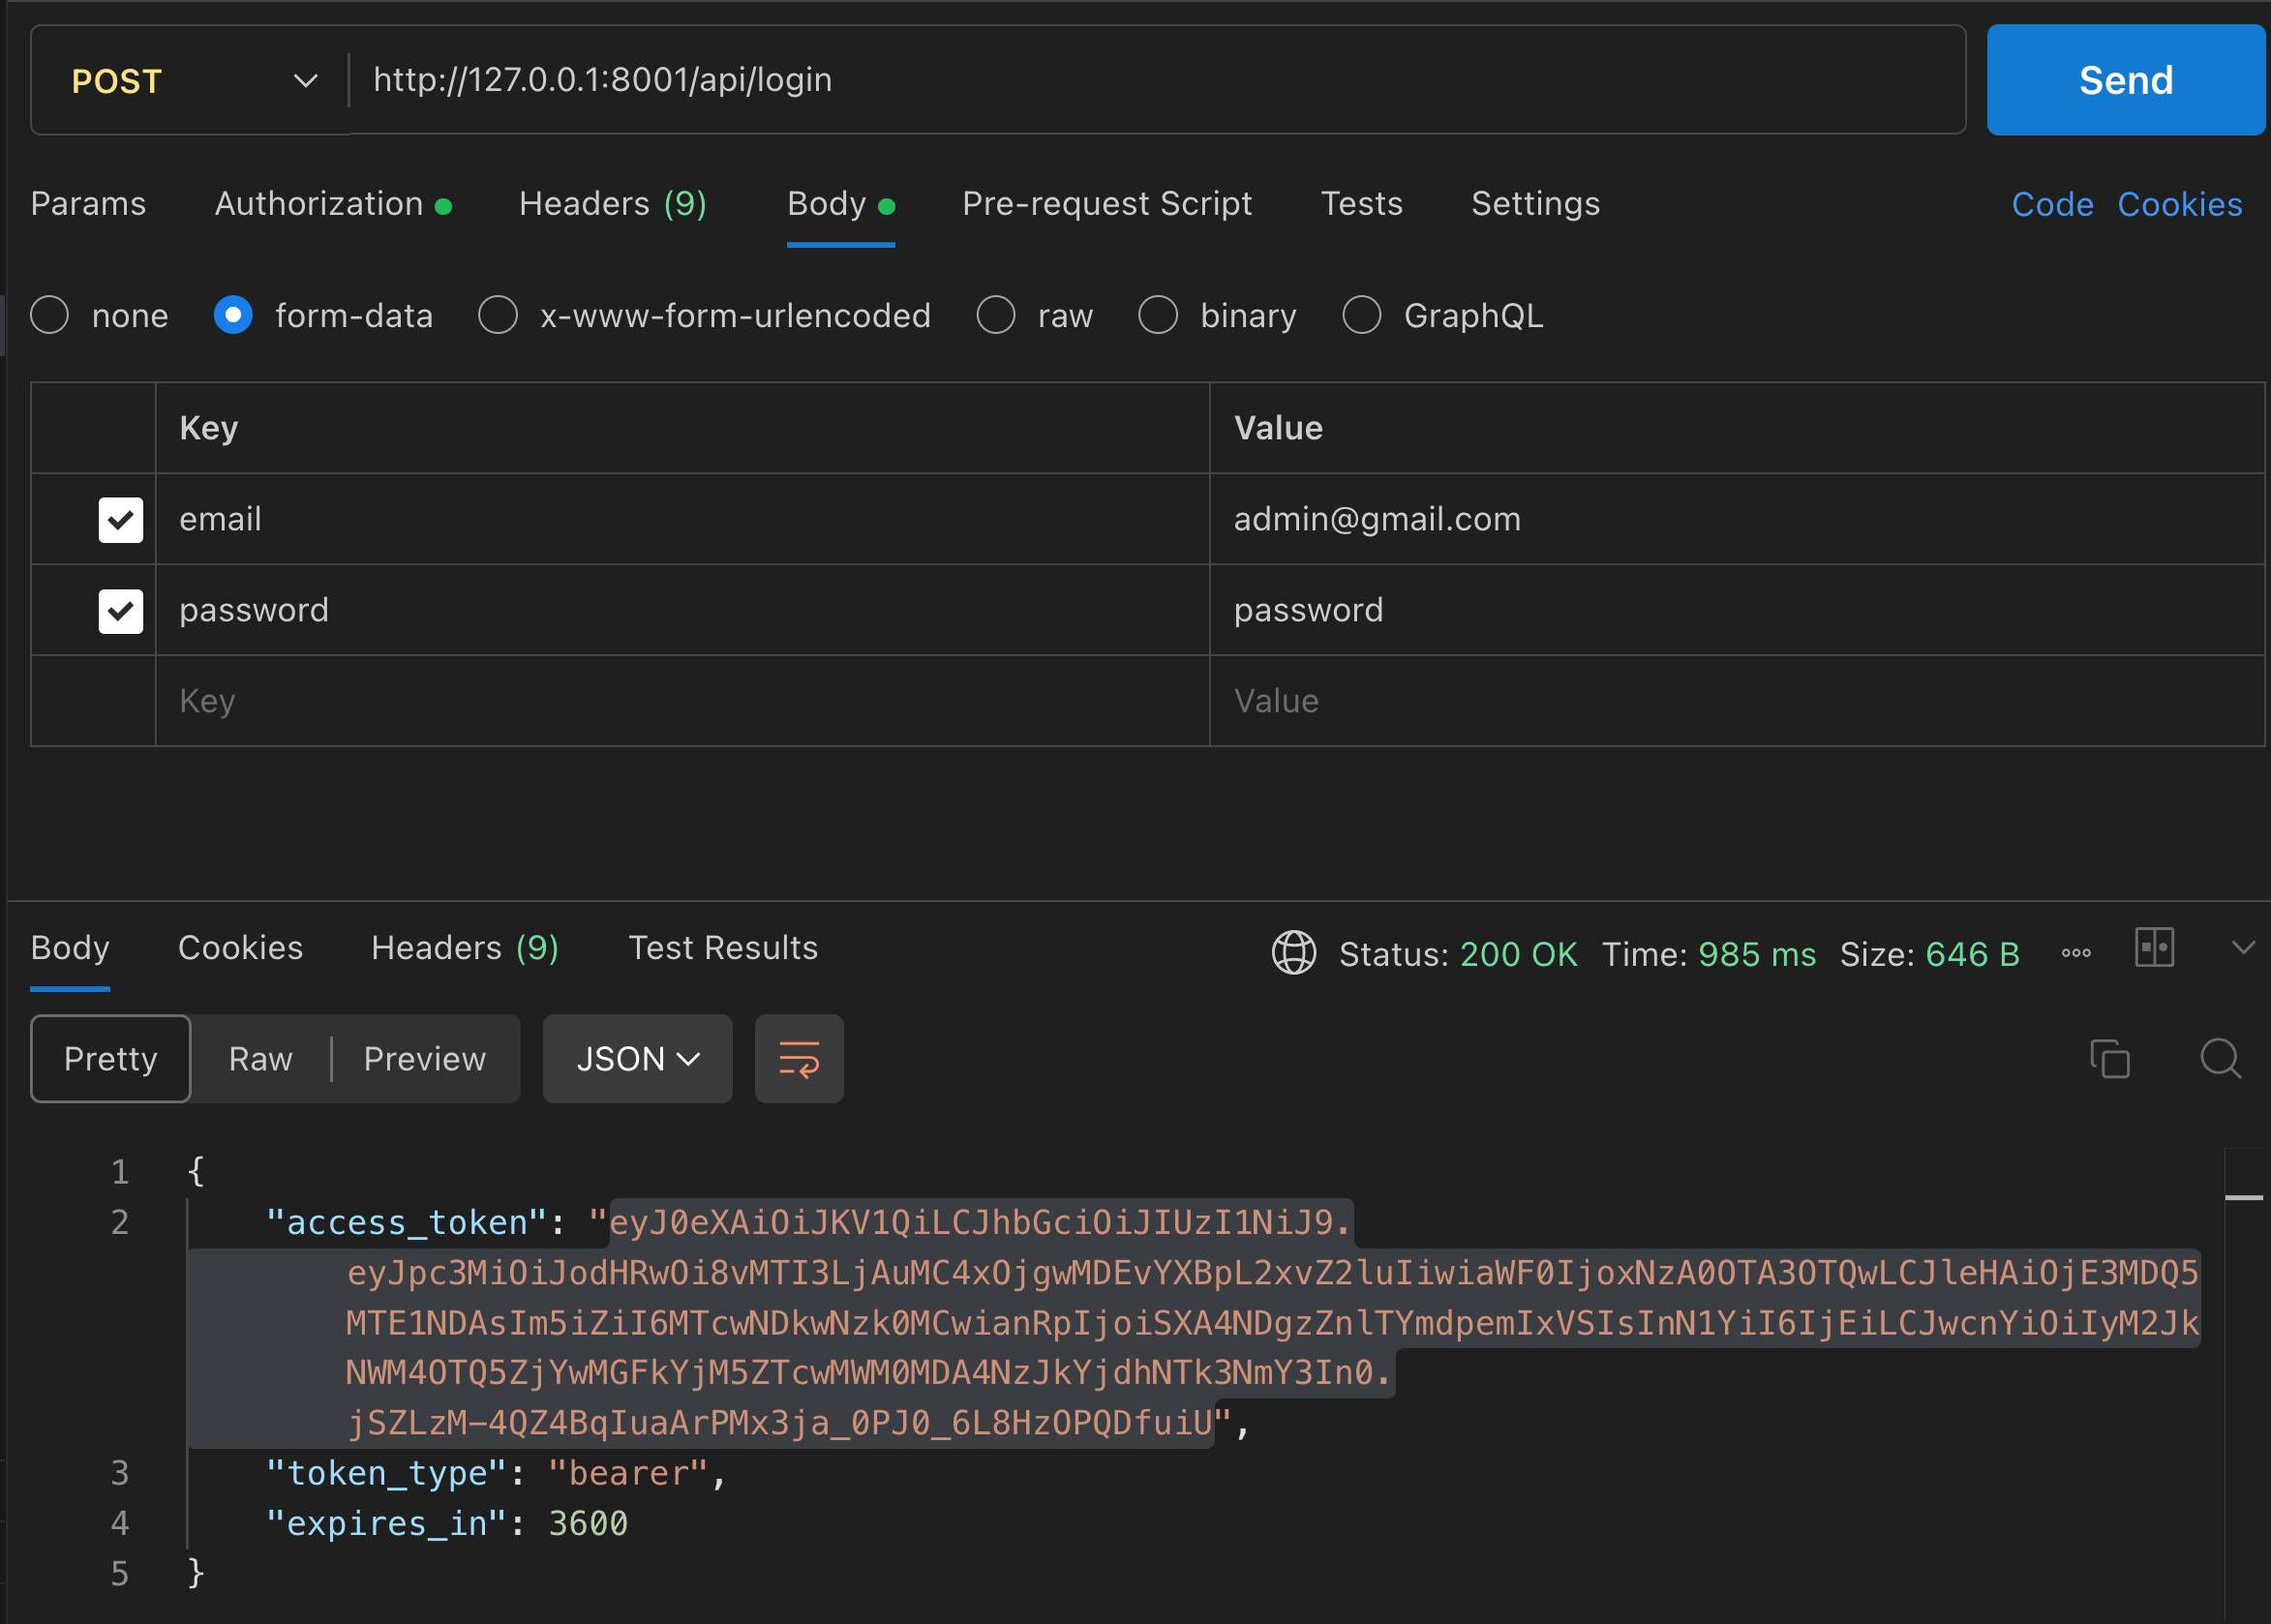 POST http://127.0.0.1:8001/api/login Send
Params Authorization Headers (9) Body Pre-request Script Tests Settings Code Cookies
none form-data x-www-form-urlencoded raw binary GraphQL
Key Value
email admin@gmail.com
password password
Key Value
Body Cookies Headers (9) Test Results Status: 200 OK Time: 985 ms Size: 646 B
Pretty Raw Preview JSON
1 {
2 "access_token": "eyJ0eXAiOiJKV1QiLCJhbGciOiJIUzI1NiJ9.
eyJpc3MiOiJodHRwOi8vMTI3LjAuMC4xOjgwMDEvYXBpL2xvZ2luIiwiaWF0IjoxNzA0OTA3OTQwLCJleHAiOjE3MDQ5
MTE1NDAsIm5iZiI6MTcwNDkwNzk0MCwianRpIjoiSXA4NDgzZnlTYmdpemIxVSIsInN1YiI6IjEiLCJwcnYiOiIyM2Jk
NWM4OTQ5ZjYwMGFkYjM5ZTcwMWM0MDA4NzJkYjdhNTk3NmY3In0.
jSZLzM-4QZ4BqIuaArPMx3ja_0PJ0_6L8HzOPQDfuiU",
3 "token_type": "bearer",
4 "expires_in": 3600
5 }